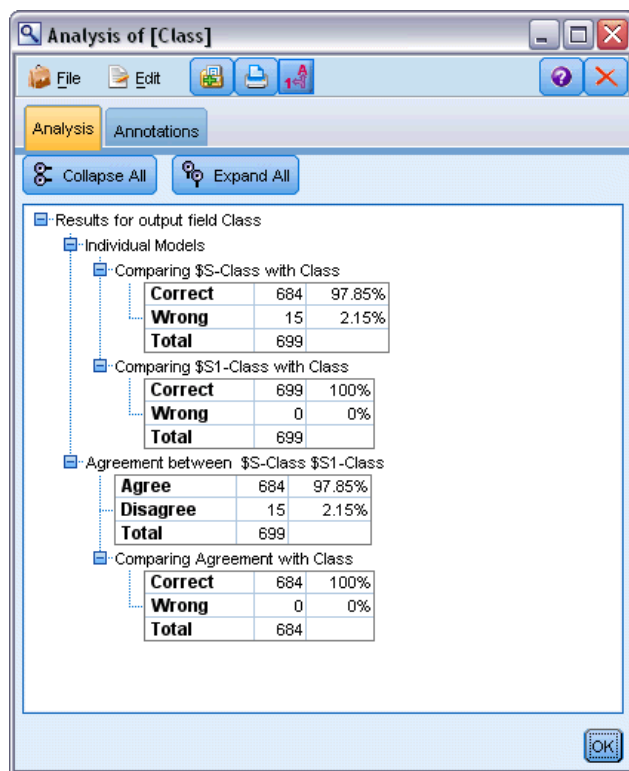 Analysis of [Class]
File Edit
Analysis Annotations
Collapse All Expand All
Results for output field Class
Individual Models
Comparing $S-Class with Class
Correct 684 97.85%
Wrong 15 2.15%
Total 699
Comparing $S1-Class with Class
Correct 699 100%
Wrong 0 0%
Total 699
Agreement between $S-Class $S1-Class
Agree 684 97.85%
Disagree 15 2.15%
Total 699
Comparing Agreement with Class
Correct 684 100%
Wrong 0 0%
Total 684
OK